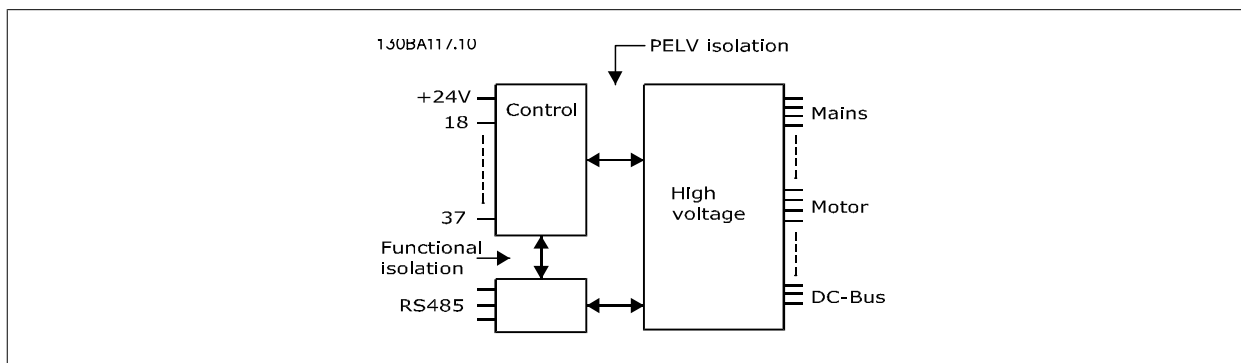 130BA117.10
PELV isolation
+24V
Control
18
Mains
High
voltage
37
Motor
Functional
isolation
RS485
DC-Bus